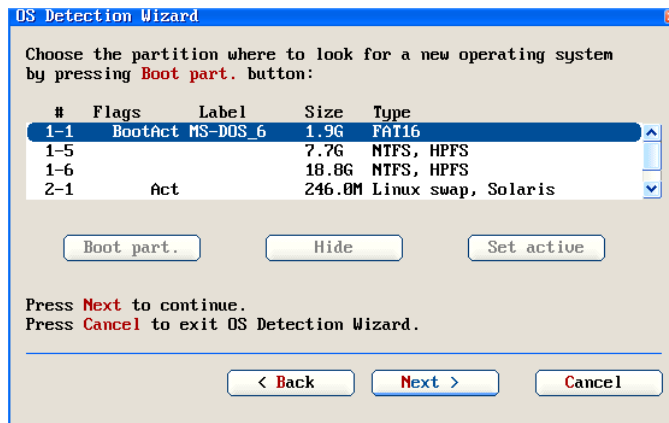 OS Detection Wizard
Choose the partition where to look for a new operating system
by pressing Boot part. button:
# Flags Label Size Type
1-1 BootAct MS-DOS_6 1.9G FAT16
1-5 7.7G NTFS, HPFS
1-6 18.8G NTFS, HPFS
2-1 Act 246.0M Linux swap, Solaris
Boot part. Hide Set active
Press Next to continue.
Press Cancel to exit OS Detection Wizard.
< Back Next > Cancel